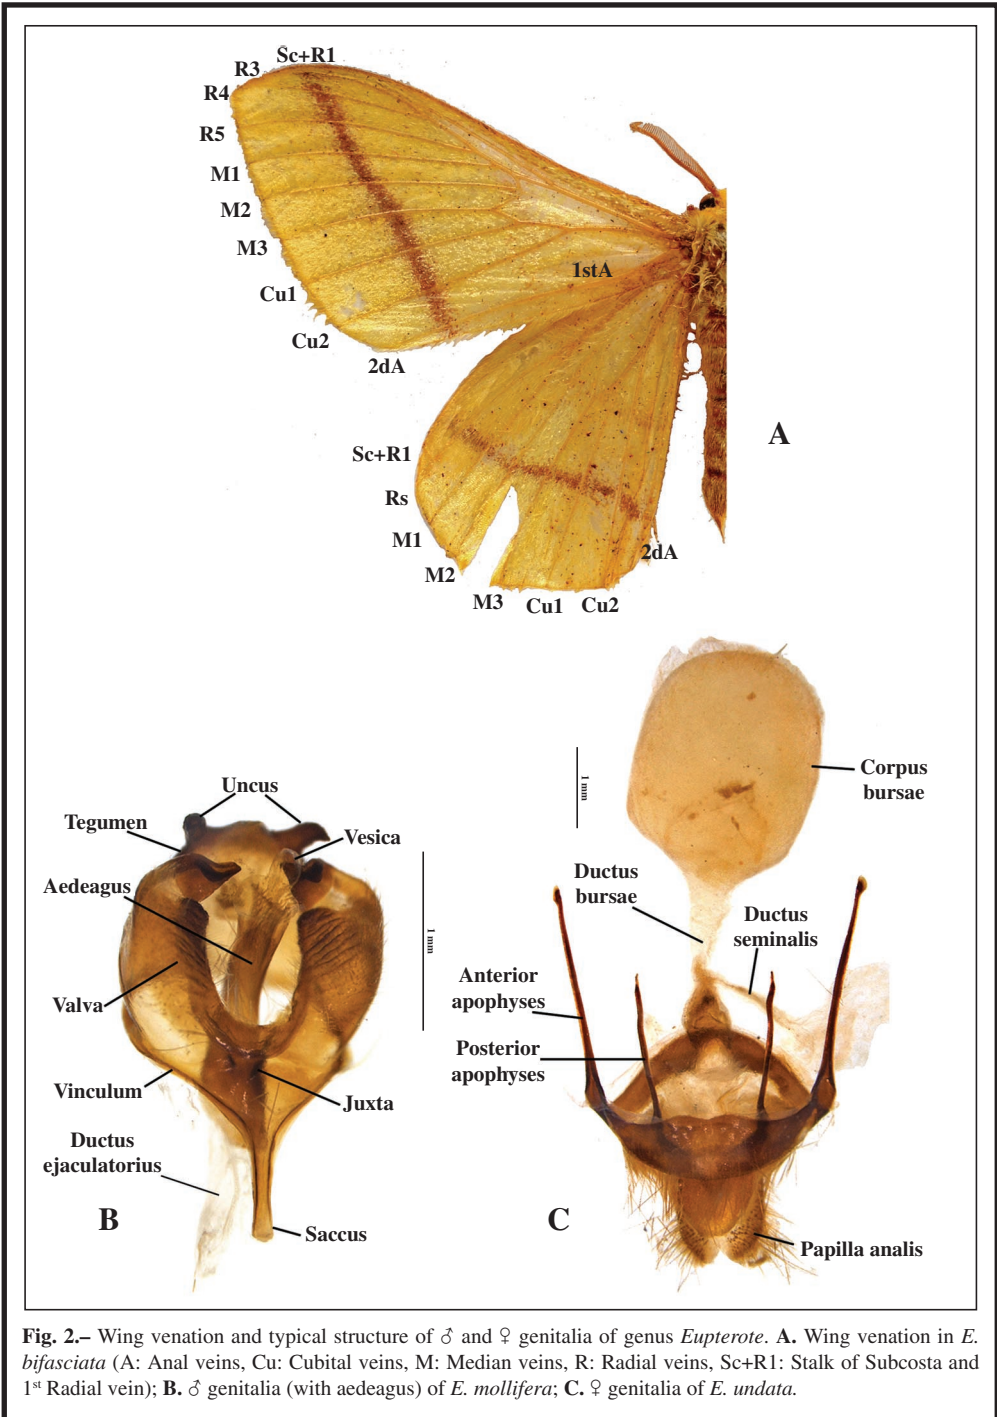 Sc+R1
R3
R4
R5
M1
M2
M3
Cu1
Cu2
2dA
1stA
A
Sc+R1
Rs
M1
M2
M3
Cu1
Cu2
2dA
Uncus
Tegumen
Vesica
Aedeagus
1 mm
Valva
Vinculum
Juxta
Ductus
ejaculatorius
B
Saccus
1 mm
Corpus
bursae
Ductus
bursae
Ductus
seminalis
Anterior
apophyses
Posterior
apophyses
C
Papilla analis
Fig. 2.– Wing venation and typical structure of ♂ and ♀ genitalia of genus Eupterote. A. Wing venation in E.
bifasciata (A: Anal veins, Cu: Cubital veins, M: Median veins, R: Radial veins, Sc+R1: Stalk of Subcosta and
1st Radial vein); B. ♂ genitalia (with aedeagus) of E. mollifera; C. ♀ genitalia of E. undata.